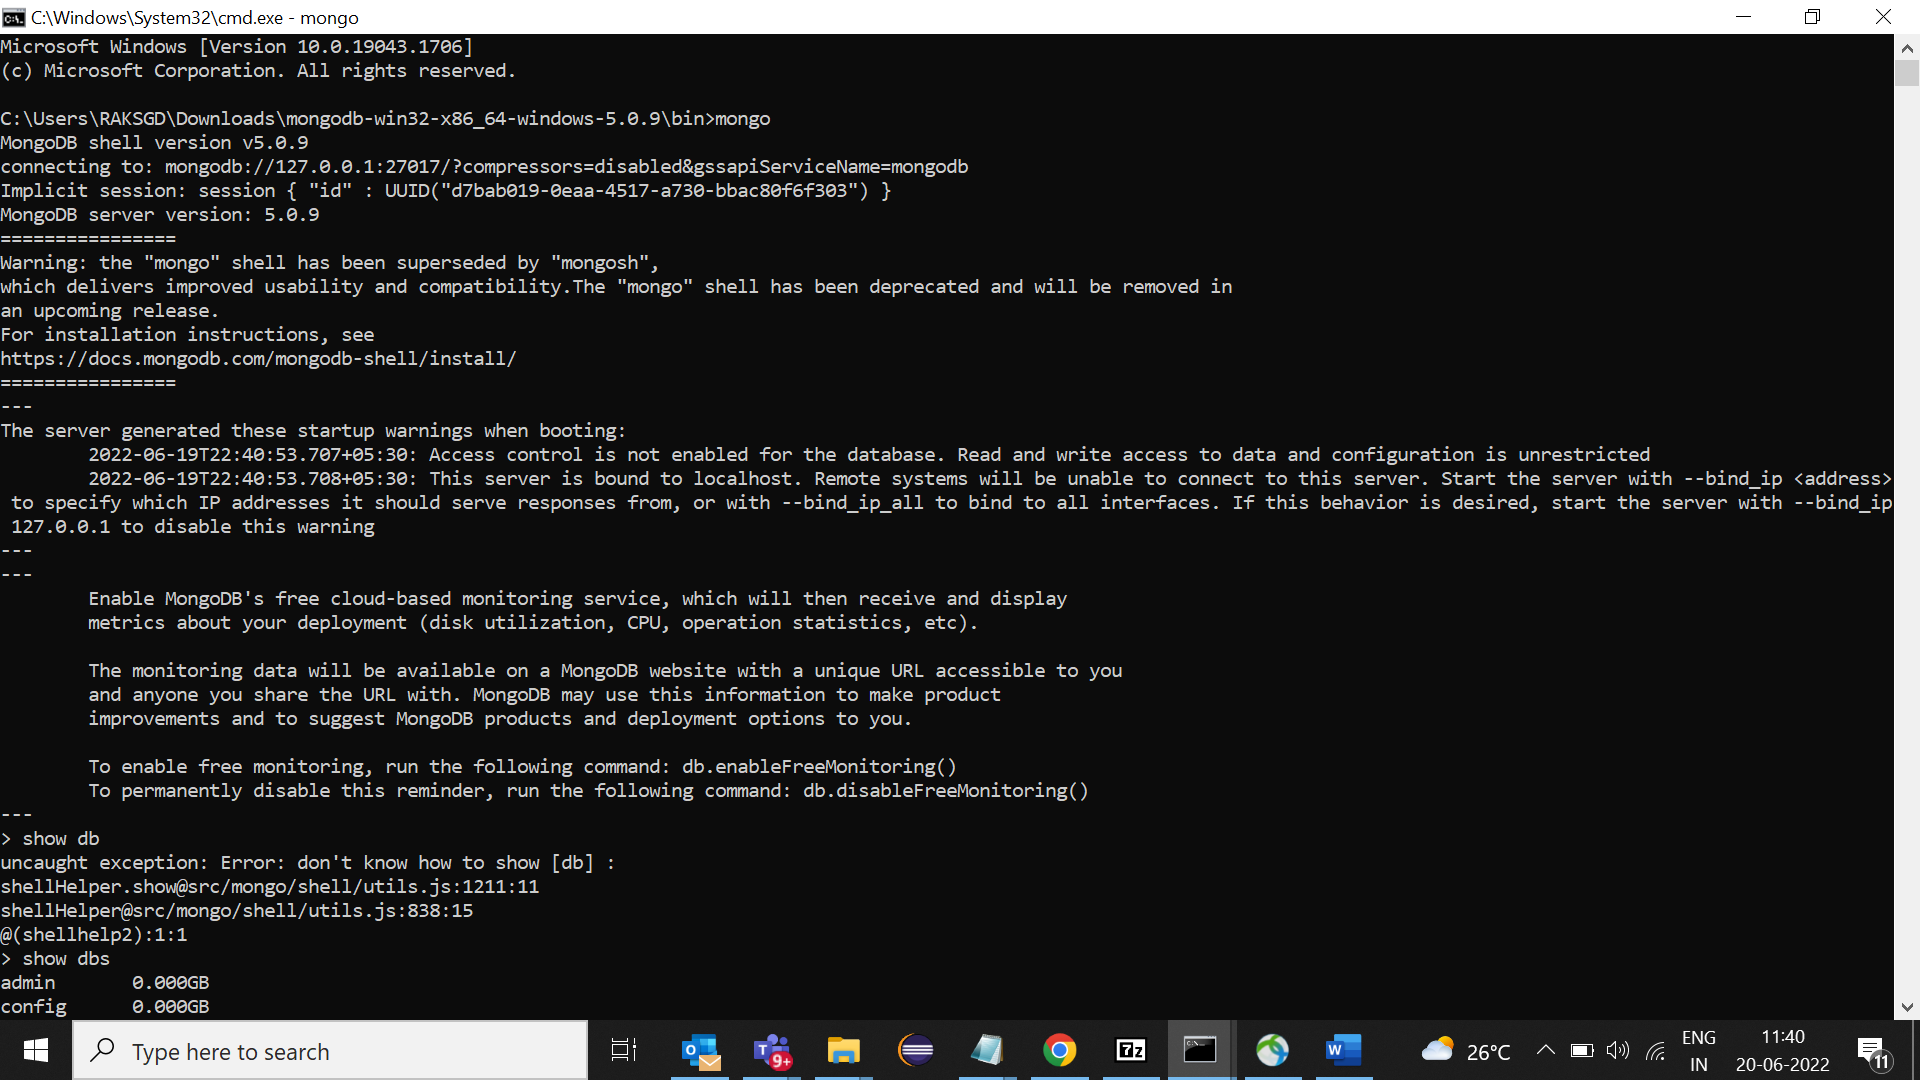 C:\Windows\System32\cmd.exe - mongo
Microsoft Windows [Version 10.0.19043.1706]
(c) Microsoft Corporation. All rights reserved.
C:\Users\RAKSGD\Downloads\mongodb-win32-x86_64-windows-5.0.9\bin>mongo
MongoDB shell version v5.0.9
connecting to: mongodb://127.0.0.1:27017/?compressors=disabled&gssapiServiceName=mongodb
Implicit session: session { "id" : UUID("d7bab019-0eaa-4517-a730-bbac80f6f303") }
MongoDB server version: 5.0.9
================
Warning: the "mongo" shell has been superseded by "mongosh",
which delivers improved usability and compatibility.The "mongo" shell has been deprecated and will be removed in
an upcoming release.
For installation instructions, see
https://docs.mongodb.com/mongodb-shell/install/
================
---
The server generated these startup warnings when booting:
2022-06-19T22:40:53.707+05:30: Access control is not enabled for the database. Read and write access to data and configuration is unrestricted
2022-06-19T22:40:53.708+05:30: This server is bound to localhost. Remote systems will be unable to connect to this server. Start the server with --bind_ip <address>
to specify which IP addresses it should serve responses from, or with --bind_ip_all to bind to all interfaces. If this behavior is desired, start the server with --bind_ip
127.0.0.1 to disable this warning
---
---
Enable MongoDB's free cloud-based monitoring service, which will then receive and display
metrics about your deployment (disk utilization, CPU, operation statistics, etc).
The monitoring data will be available on a MongoDB website with a unique URL accessible to you
and anyone you share the URL with. MongoDB may use this information to make product
improvements and to suggest MongoDB products and deployment options to you.
To enable free monitoring, run the following command: db.enableFreeMonitoring()
To permanently disable this reminder, run the following command: db.disableFreeMonitoring()
---
> show db
uncaught exception: Error: don't know how to show [db] :
shellHelper.show@src/mongo/shell/utils.js:1211:11
shellHelper@src/mongo/shell/utils.js:838:15
@(shellhelp2):1:1
> show dbs
admin 0.000GB
config 0.000GB
Type here to search
O
T 9+
7z
W
26°C
ENG
IN
11:40
20-06-2022
11